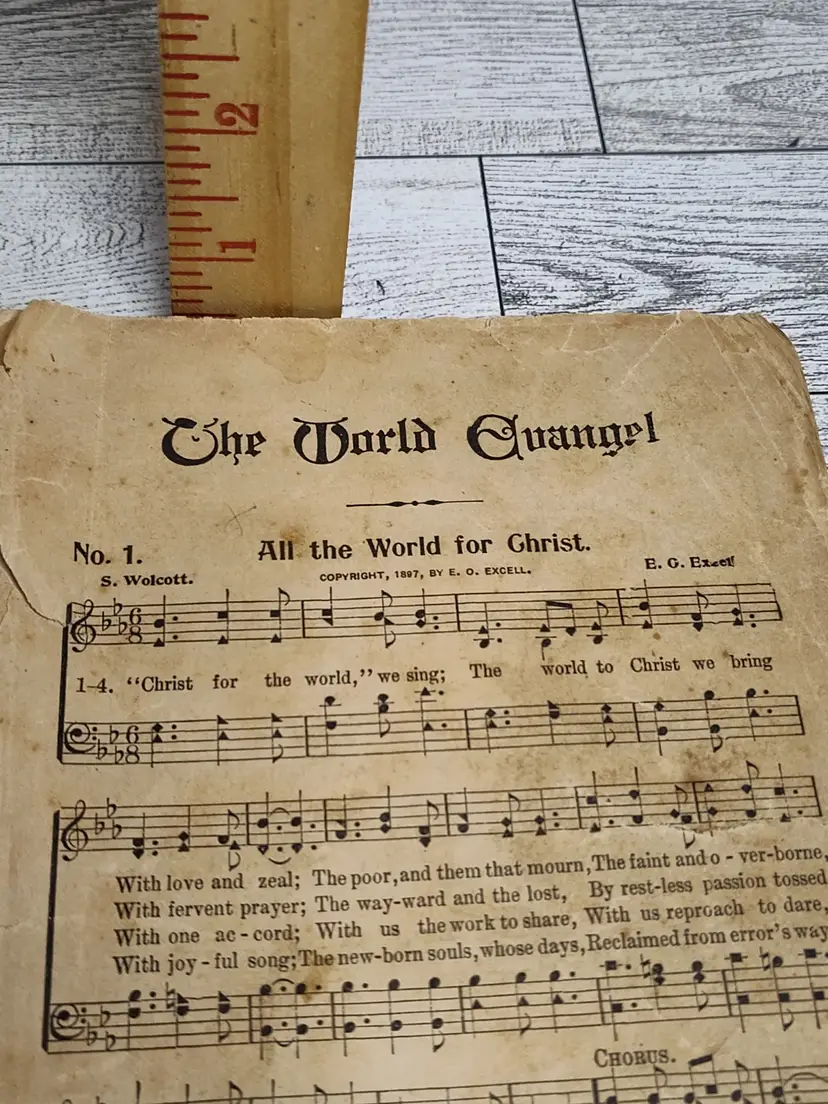 2
1
The World Evangel
No. 1.
All the World for Christ.
S. Wolcott.
COPYRIGHT, 1897, BY E. O. EXCELL.
E. O. Excell
6
8
1-4. "Christ for the world," we sing; The world to Christ we bring
6
8
With love and zeal; The poor, and them that mourn, The faint and o - ver-borne,
With fervent prayer; The way-ward and the lost, By rest-less passion tossed
With one ac - cord; With us the work to share, With us reproach to dare,
With joy - ful song; The new-born souls, whose days, Reclaimed from error's way
CHORUS.